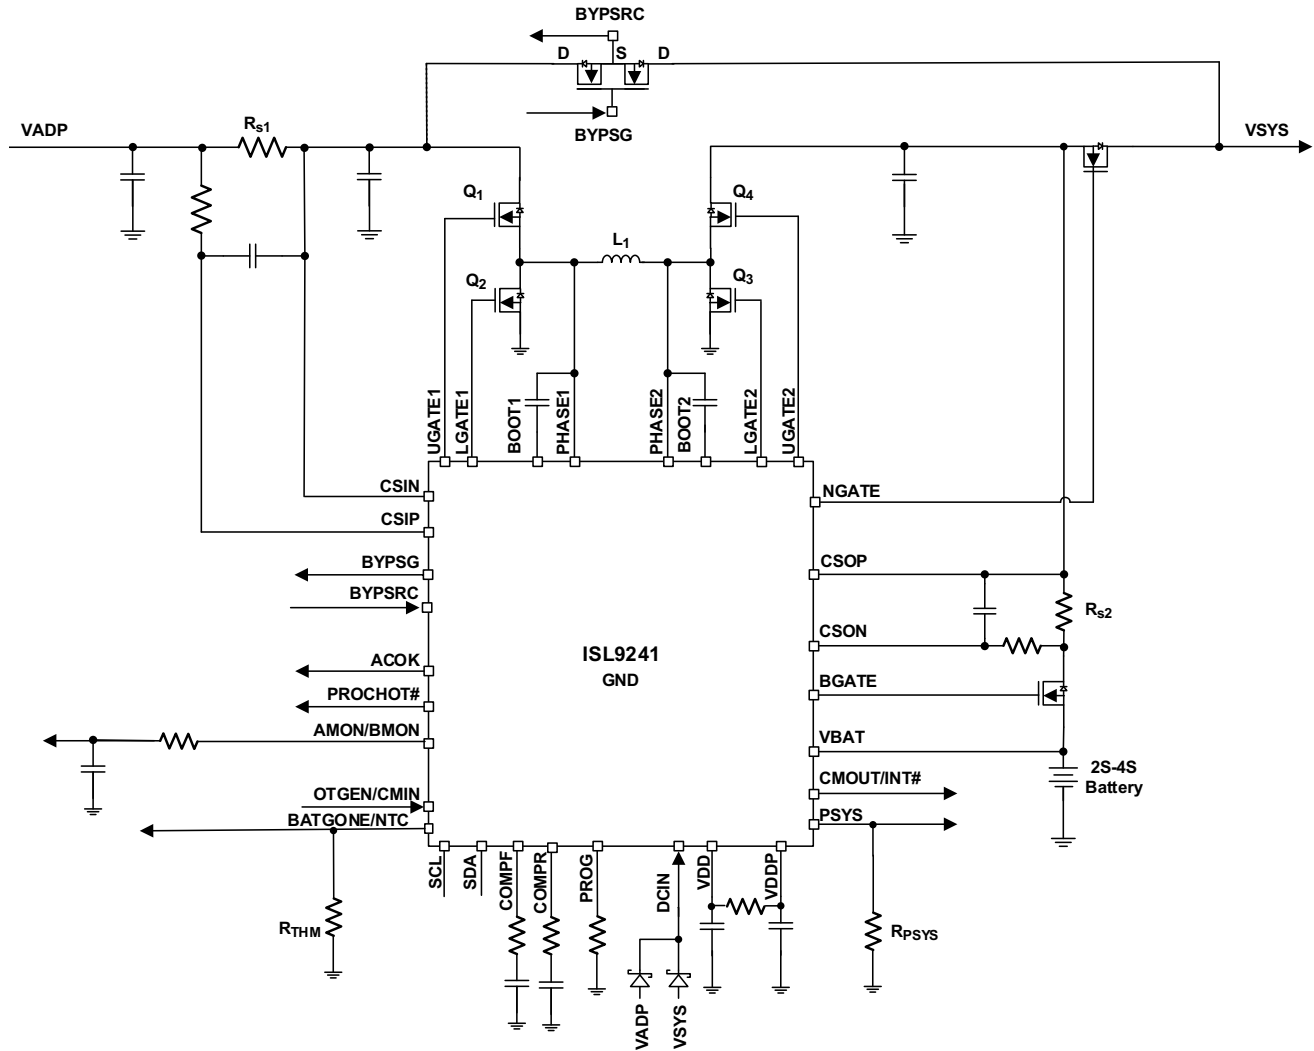 BYPSRC
D S D
BYPSG
VADP
Rs1
VSYS
Q1
Q4
L1
Q2
Q3
UGATE1
LGATE1
BOOT1
PHASE1
PHASE2
BOOT2
LGATE2
UGATE2
CSIN
NGATE
CSIP
BYPSG
CSOP
BYPSRC
Rs2
CSON
ISL9241
GND
ACOK
BGATE
PROCHOT#
AMON/BMON
VBAT
2S-4S
Battery
CMOUT/INT#
OTGEN/CMIN
PSYS
BATGONE/NTC
SCL
SDA
COMPF
COMPR
PROG
DCIN
VDD
VDDP
RTHM
RPSYS
VADP
VSYS